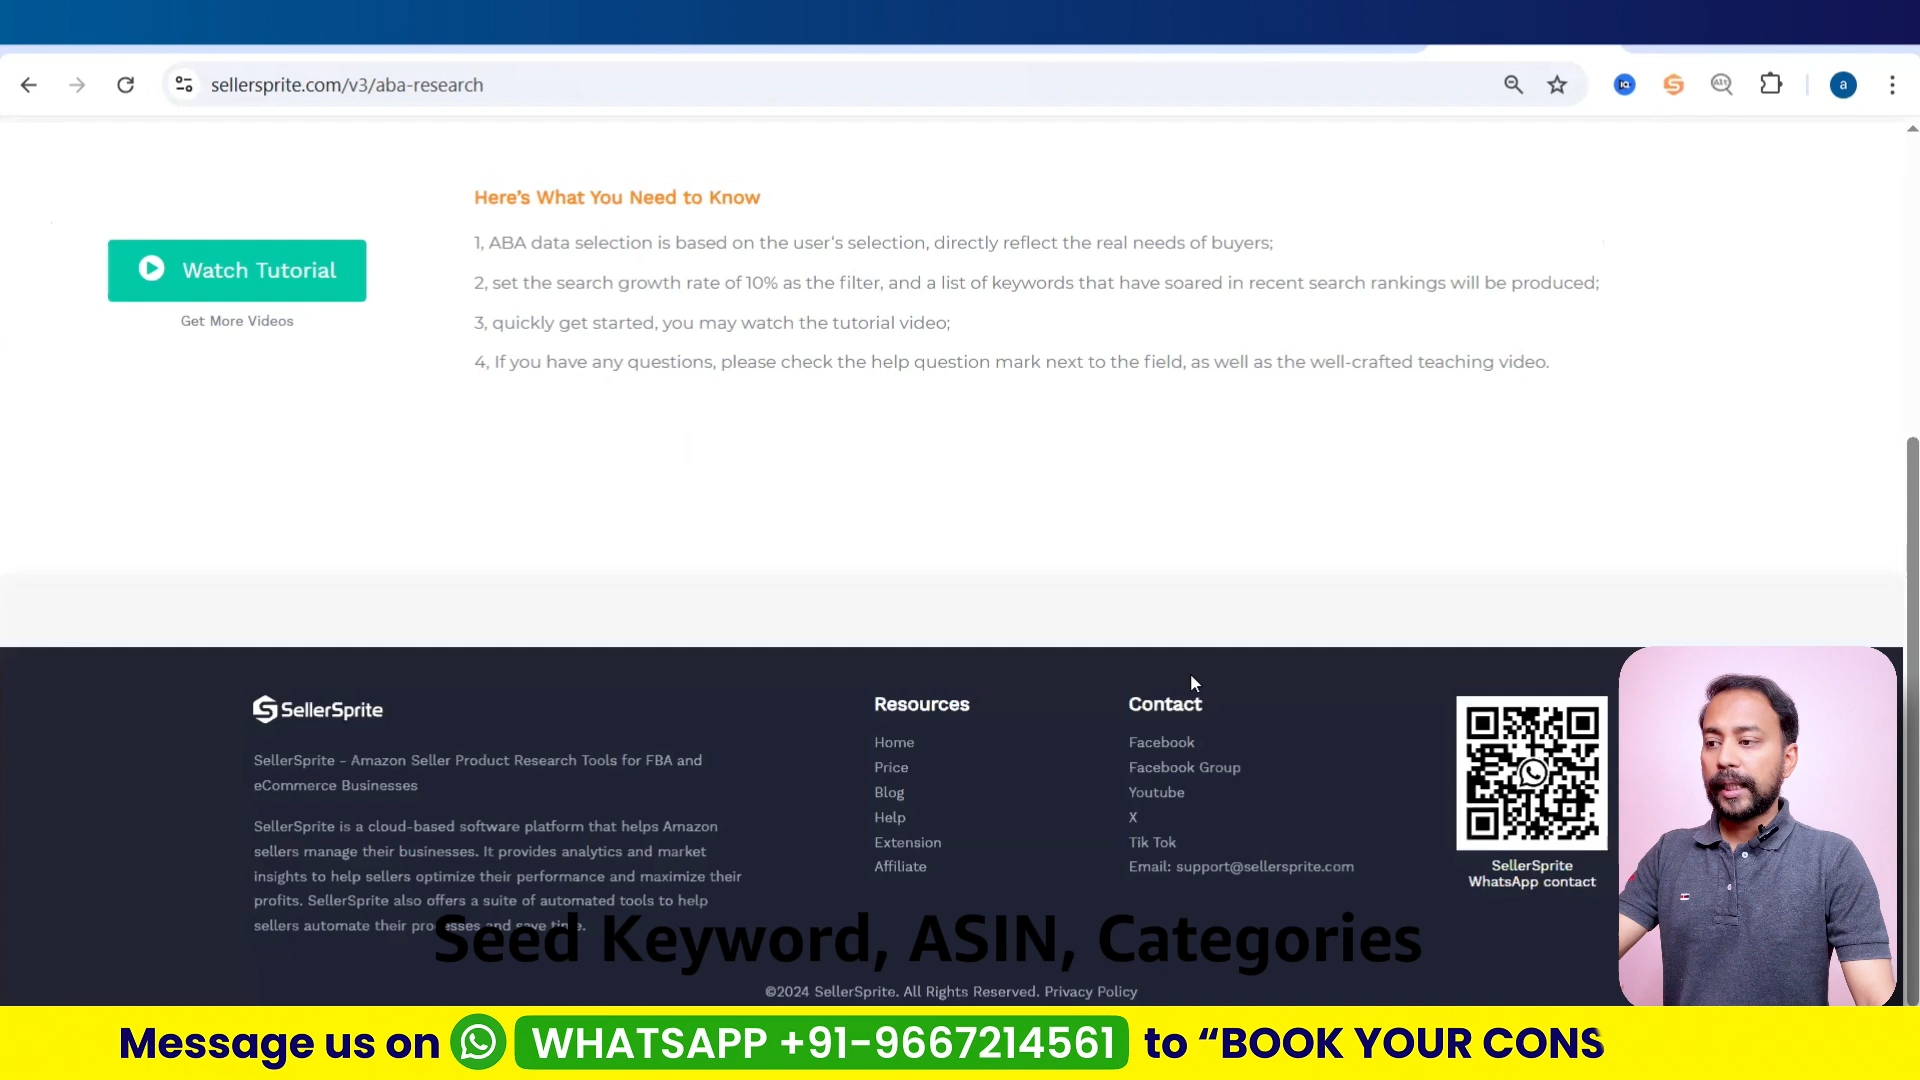 sellersprite.com/v3/aba-research
a
Here's What You Need to Know
1, ABA data selection is based on the user's selection, directly reflect the real needs of buyers;
Watch Tutorial
2, set the search growth rate of 10% as the filter, and a list of keywords that have soared in recent search rankings will be produced;
Get More Videos
3, quickly get started, you may watch the tutorial video;
4, If you have any questions, please check the help question mark next to the field, as well as the well-crafted teaching video.
SellerSprite
SellerSprite - Amazon Seller Product Research Tools for FBA and
eCommerce Businesses
SellerSprite is a cloud-based software platform that helps Amazon
sellers manage their businesses. It provides analytics and market
insights to help sellers optimize their performance and maximize their
profits. SellerSprite also offers a suite of automated tools to help
sellers automate their processes and save time.
Resources
Home
Price
Blog
Help
Extension
Affiliate
Contact
Facebook
Facebook Group
Youtube
X
Tik Tok
Email: support@sellersprite.com
SellerSprite
WhatsApp contact
Seed Keyword, ASIN, Categories
©2024 SellerSprite. All Rights Reserved. Privacy Policy
Message us on WHATSAPP +91-9667214561 to “BOOK YOUR CONS